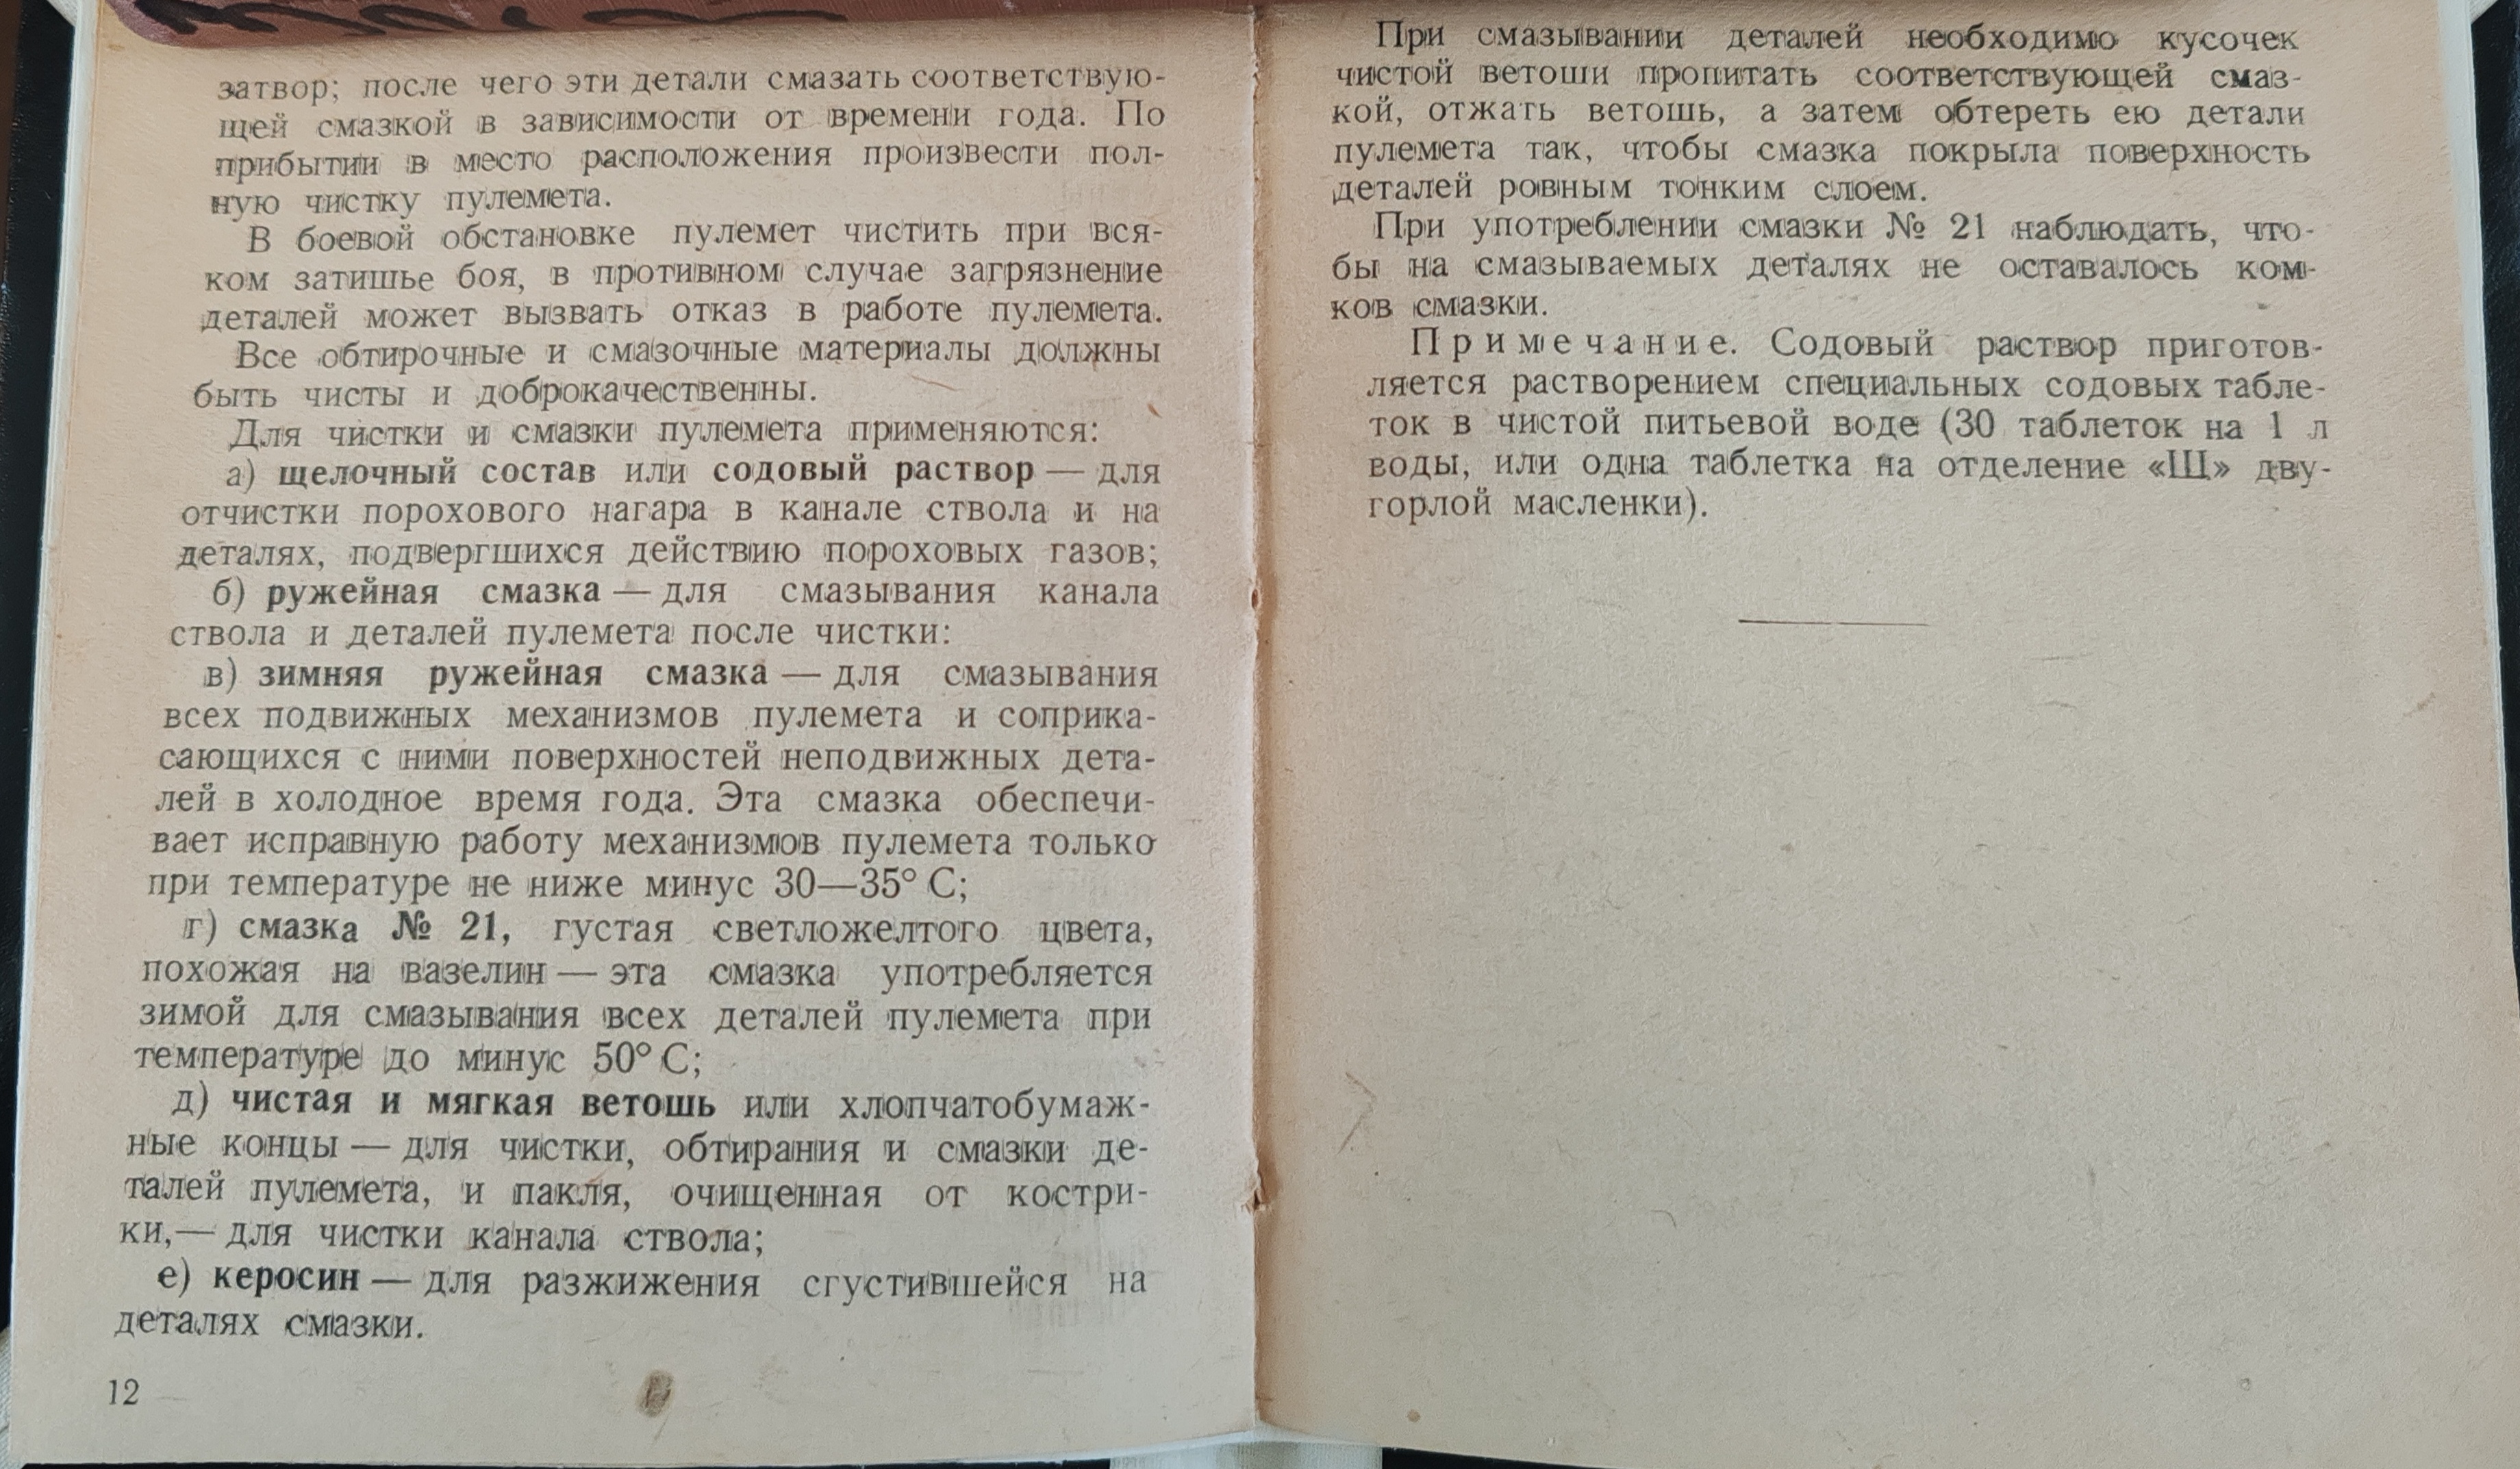 затвор; после чего эти детали смазать соответствую-
щей смазкой в зависимости от времени года. По
прибытии в место расположения произвести пол-
ную чистку пулемета.
В боевой обстановке пулемет чистить при вся-
ком затишье боя, в противном случае загрязнение
деталей может вызвать отказ в работе пулемета.
Все обтирочные и смазочные материалы должны
быть чисты и доброкачественны.
Для чистки и смазки пулемета применяются:
а) щелочный состав или содовый раствор — для
отчистки порохового нагара в канале ствола и на
деталях, подвергшихся действию пороховых газов;
б) ружейная смазка — для смазывания канала
ствола и деталей пулемета после чистки:
в) зимняя ружейная смазка — для смазывания
всех подвижных механизмов пулемета и соприка-
сающихся с ними поверхностей неподвижных дета-
лей в холодное время года. Эта смазка обеспечи-
вает исправную работу механизмов пулемета только
при температуре не ниже минус 30—35° С;
г) смазка № 21, густая светложелтого цвета,
похожая на вазелин — эта смазка употребляется
зимой для смазывания всех деталей пулемета при
температуре до минус 50° С;
д) чистая и мягкая ветошь или хлопчатобумаж-
ные концы — для чистки, обтирания и смазки де-
талей пулемета, и пакля, очищенная от костри-
ки,— для чистки канала ствола;
е) керосин — для разжижения сгустившейся на
деталях смазки.
12
При смазывании деталей необходимо кусочек
чистой ветоши пропитать соответствующей смаз-
кой, отжать ветошь, а затем обтереть ею детали
пулемета так, чтобы смазка покрыла поверхность
деталей ровным тонким слоем.
При употреблении смазки № 21 наблюдать, что-
бы на смазываемых деталях не оставалось ком-
ков смазки.
Примечание. Содовый раствор приготов-
ляется растворением специальных содовых табле-
ток в чистой питьевой воде (30 таблеток на 1 л
воды, или одна таблетка на отделение «Щ» дву-
горлой масленки).